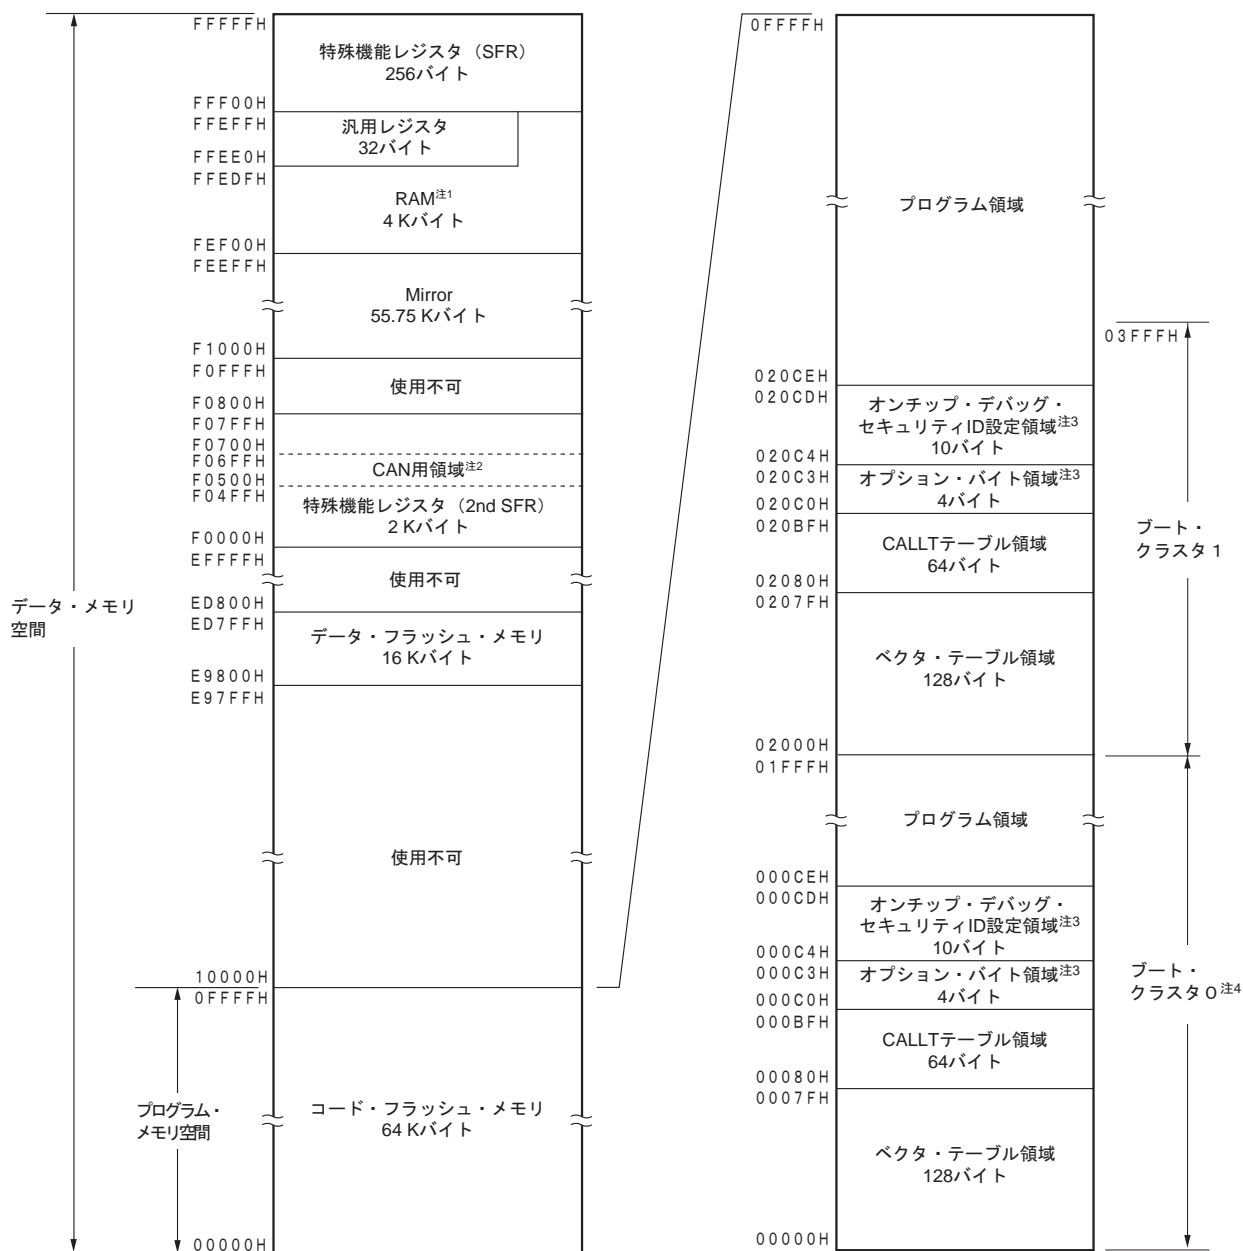 FFFFFH
特殊機能レジスタ（SFR）
256バイト
FFF00H
FFEFFH
汎用レジスタ
32バイト
FFEE0H
FFEDFH
RAM注1
4 Kバイト
FEF00H
FEEFFH
Mirror
55.75 Kバイト
F1000H
F0FFFH
使用不可
F0800H
F07FFH
F0700H
F06FFH
CAN用領域注2
F0500H
F04FFH
特殊機能レジスタ（2nd SFR）
2 Kバイト
F0000H
EFFFFH
使用不可
データ・メモリ
空間
ED800H
ED7FFH
データ・フラッシュ・メモリ
16 Kバイト
E9800H
E97FFH
使用不可
10000H
0FFFFH
プログラム・
メモリ空間
コード・フラッシュ・メモリ
64 Kバイト
00000H
0FFFFH
プログラム領域
03FFFH
020CEH
020CDH
オンチップ・デバッグ・
セキュリティID設定領域注3
10バイト
020C4H
020C3H
オプション・バイト領域注3
4バイト
020C0H
020BFH
CALLTテーブル領域
64バイト
ブート・
クラスタ１
02080H
0207FH
ベクタ・テーブル領域
128バイト
02000H
01FFFH
プログラム領域
000CEH
000CDH
オンチップ・デバッグ・
セキュリティID設定領域注3
10バイト
000C4H
000C3H
オプション・バイト領域注3
4バイト
ブート・
クラスタ０注4
000C0H
000BFH
CALLTテーブル領域
64バイト
00080H
0007FH
ベクタ・テーブル領域
128バイト
00000H